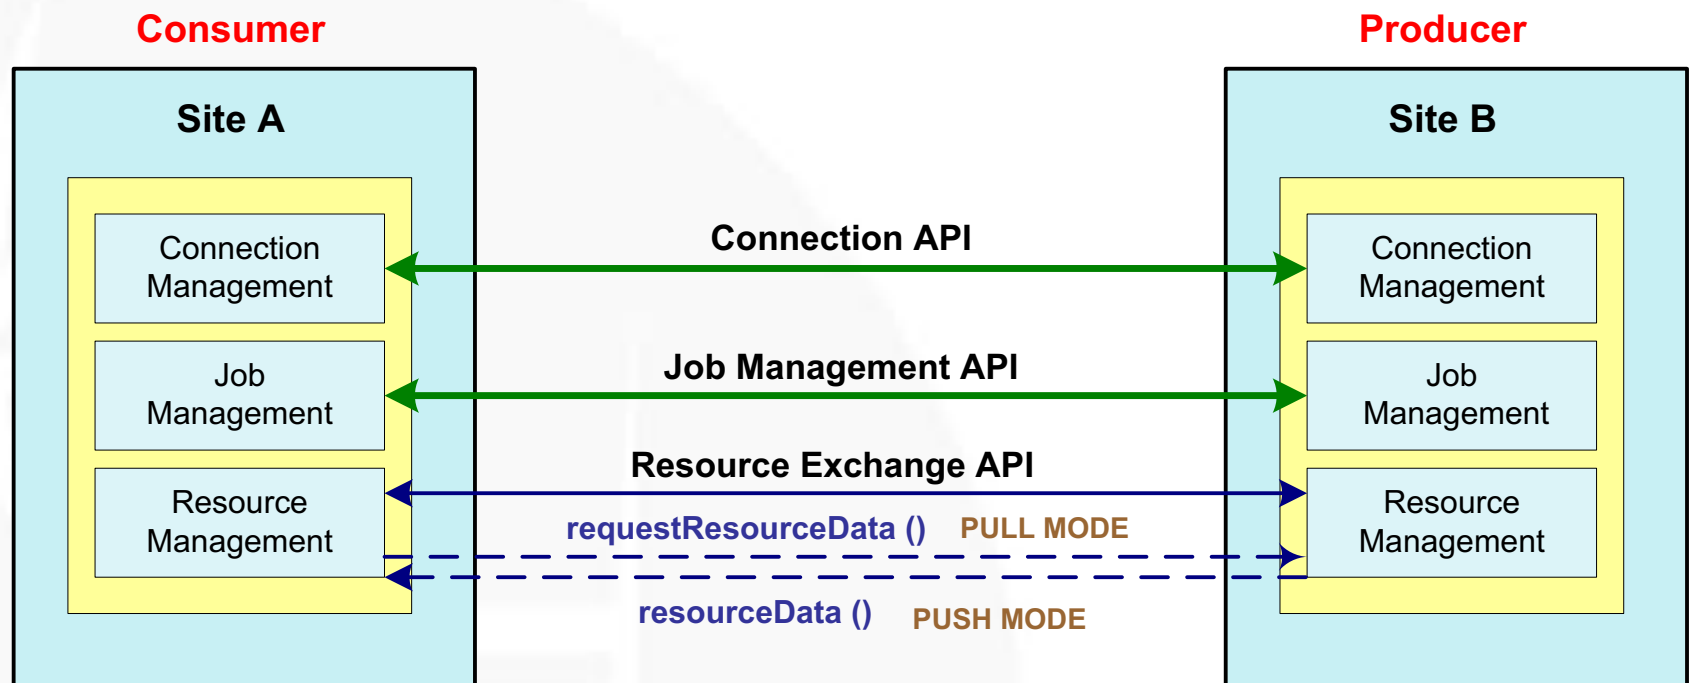 Consumer
Producer
Site A
Site B
Connection
Management
Connection API
Connection
Management
Job
Management
Job Management API
Job
Management
Resource
Management
Resource Exchange API
Resource
Management
requestResourceData () PULL MODE
resourceData () PUSH MODE